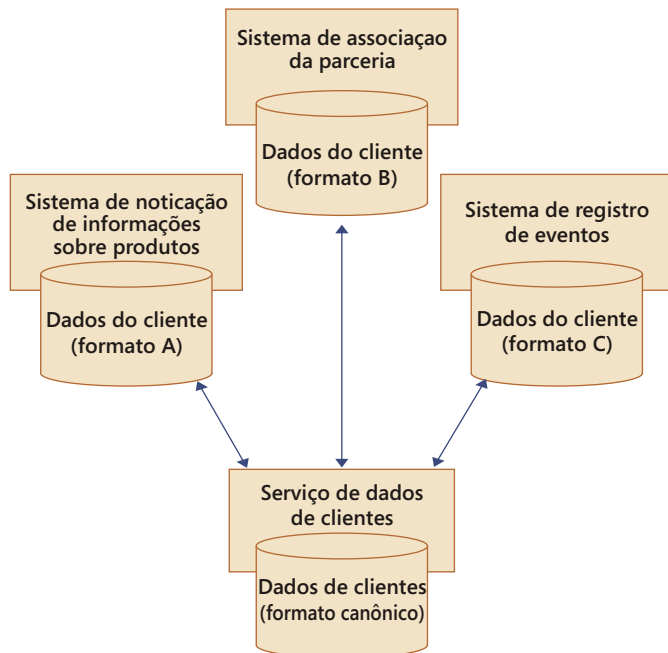 Sistema de associaçao
da parceria
Dados do cliente
(formato B)
Sistema de noticação
de informações
sobre produtos
Dados do cliente
(formato A)
Sistema de registro
de eventos
Dados do cliente
(formato C)
Serviço de dados
de clientes
Dados de clientes
(formato canônico)